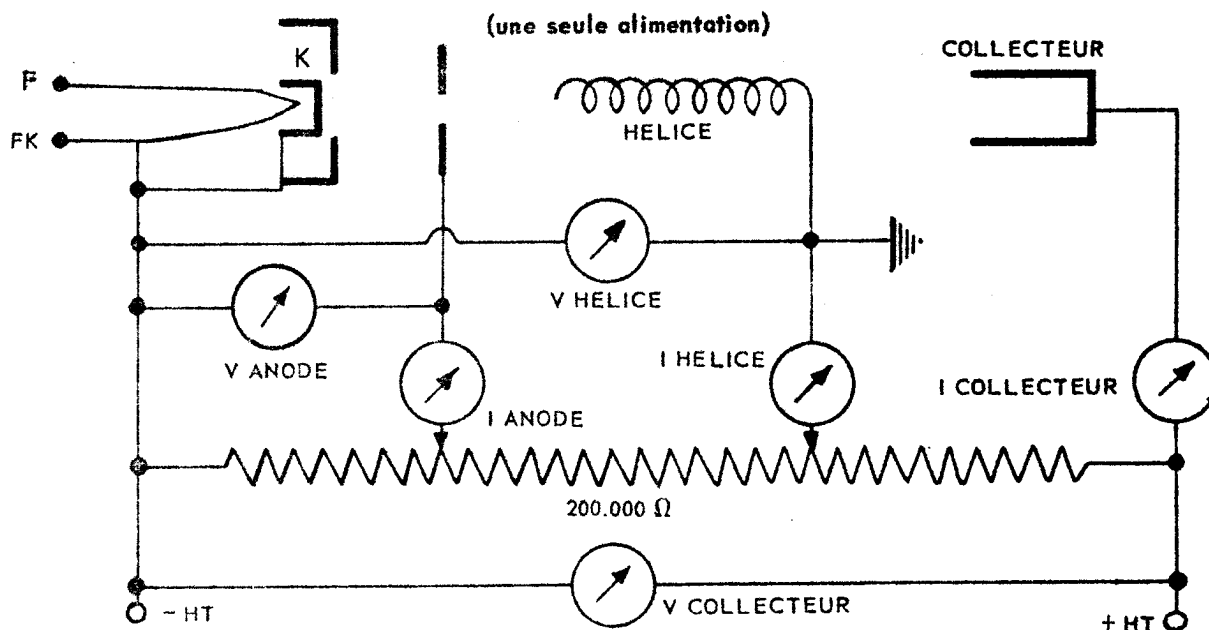 (une seule alimentation)
COLLECTEUR
K
F
FK
HELICE
V HELICE
V ANODE
I HELICE
I COLLECTEUR
I ANODE
200.000 Ω
- HT
V COLLECTEUR
+ HT